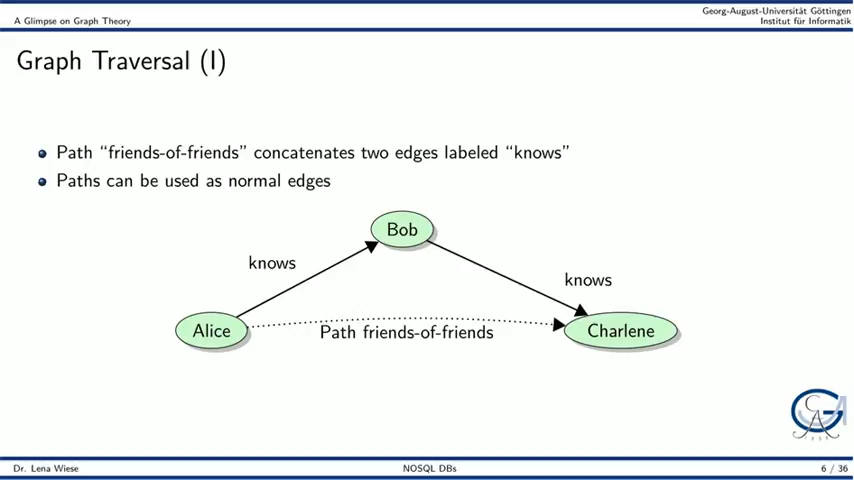 Georg-August-Universität Göttingen
A Glimpse on Graph Theory
Institut für Informatik
Graph Traversal (I)
Path “friends-of-friends” concatenates two edges labeled “knows”
Paths can be used as normal edges
Bob
knows
knows
Alice
Path friends-of-friends
Charlene
Dr. Lena Wiese
NOSQL DBs
6 / 36